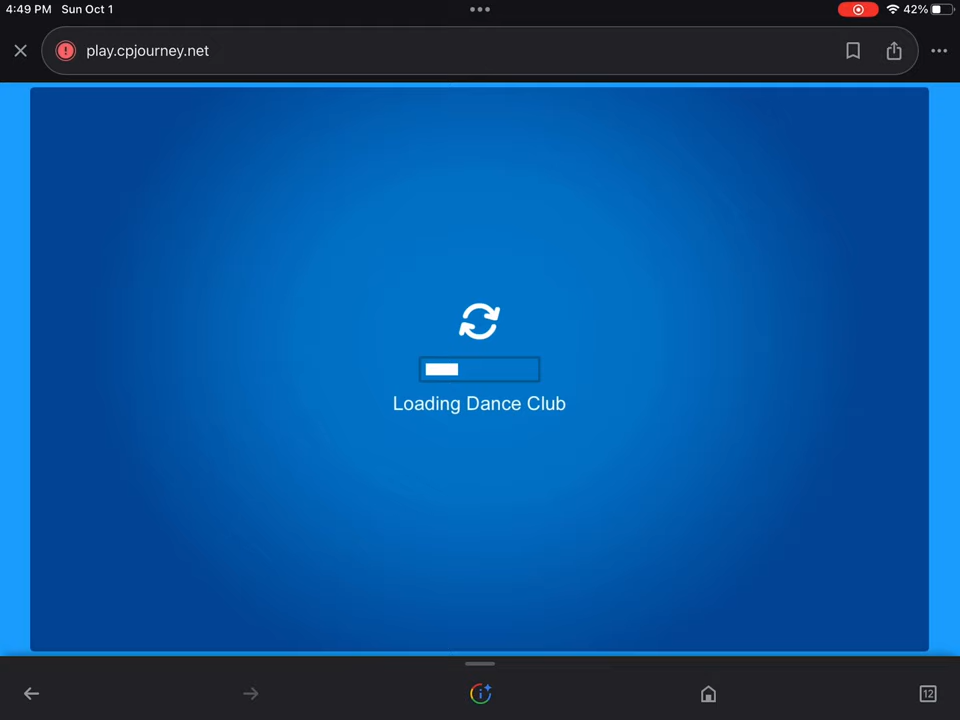 4:49 PM Sun Oct 1
42%
play.cpjourney.net
Loading Dance Club
12